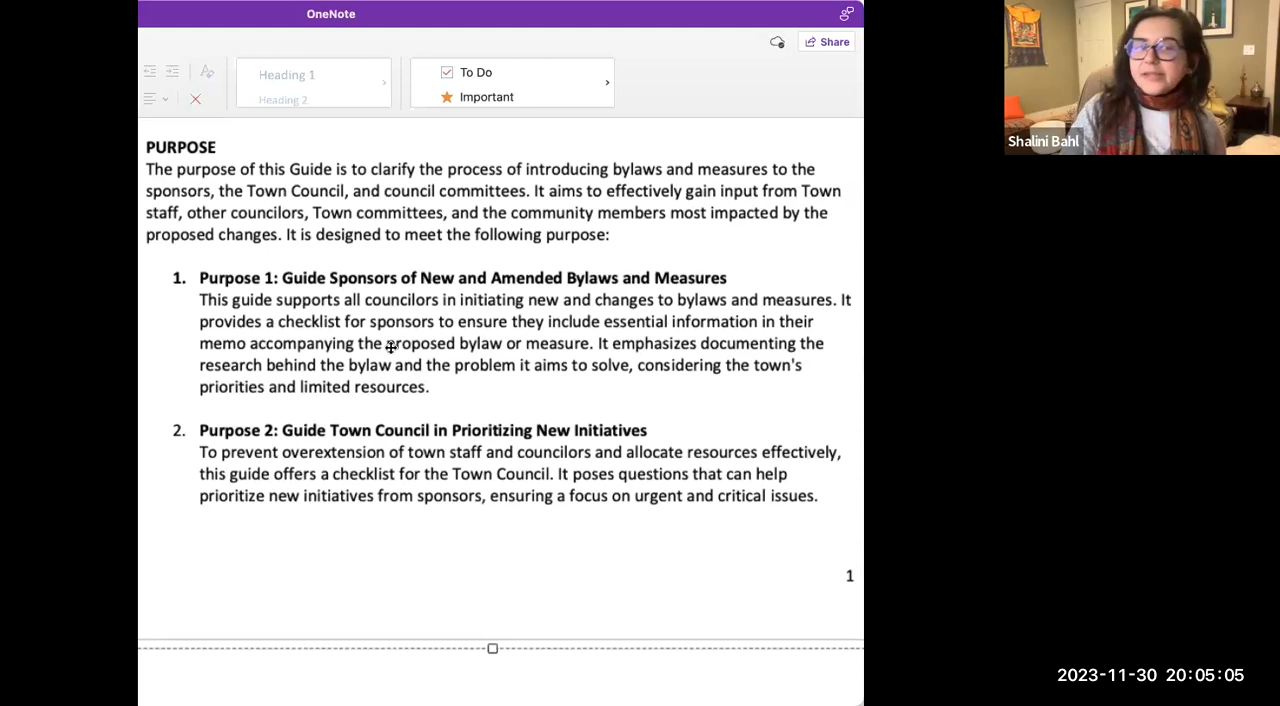 OneNote
Share
Heading 1
Heading 2
To Do
Important
PURPOSE
The purpose of this Guide is to clarify the process of introducing bylaws and measures to the
sponsors, the Town Council, and council committees. It aims to effectively gain input from Town
staff, other councilors, Town committees, and the community members most impacted by the
proposed changes. It is designed to meet the following purpose:
1. Purpose 1: Guide Sponsors of New and Amended Bylaws and Measures
This guide supports all councilors in initiating new and changes to bylaws and measures. It
provides a checklist for sponsors to ensure they include essential information in their
memo accompanying the proposed bylaw or measure. It emphasizes documenting the
research behind the bylaw and the problem it aims to solve, considering the town's
priorities and limited resources.
2. Purpose 2: Guide Town Council in Prioritizing New Initiatives
To prevent overextension of town staff and councilors and allocate resources effectively,
this guide offers a checklist for the Town Council. It poses questions that can help
prioritize new initiatives from sponsors, ensuring a focus on urgent and critical issues.
1
Shalini Bahl
2023-11-30 20:05:05